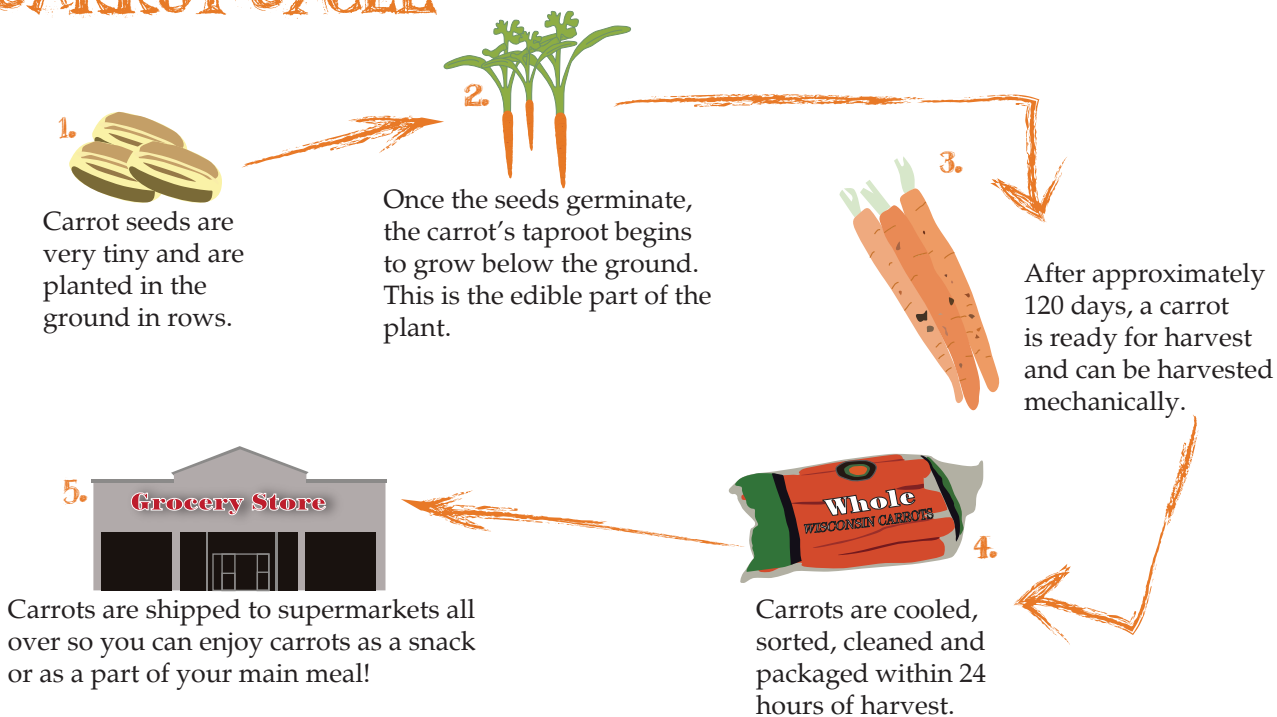 CARROT CYCLE
1.
Carrot seeds are
very tiny and are
planted in the
ground in rows.
2.
Once the seeds germinate,
the carrot's taproot begins
to grow below the ground.
This is the edible part of the
plant.
3.
After approximately
120 days, a carrot
is ready for harvest
and can be harvested
mechanically.
4.
Whole
WISCONSIN CARROTS
Carrots are cooled,
sorted, cleaned and
packaged within 24
hours of harvest.
5.
Grocery Store
Carrots are shipped to supermarkets all
over so you can enjoy carrots as a snack
or as a part of your main meal!